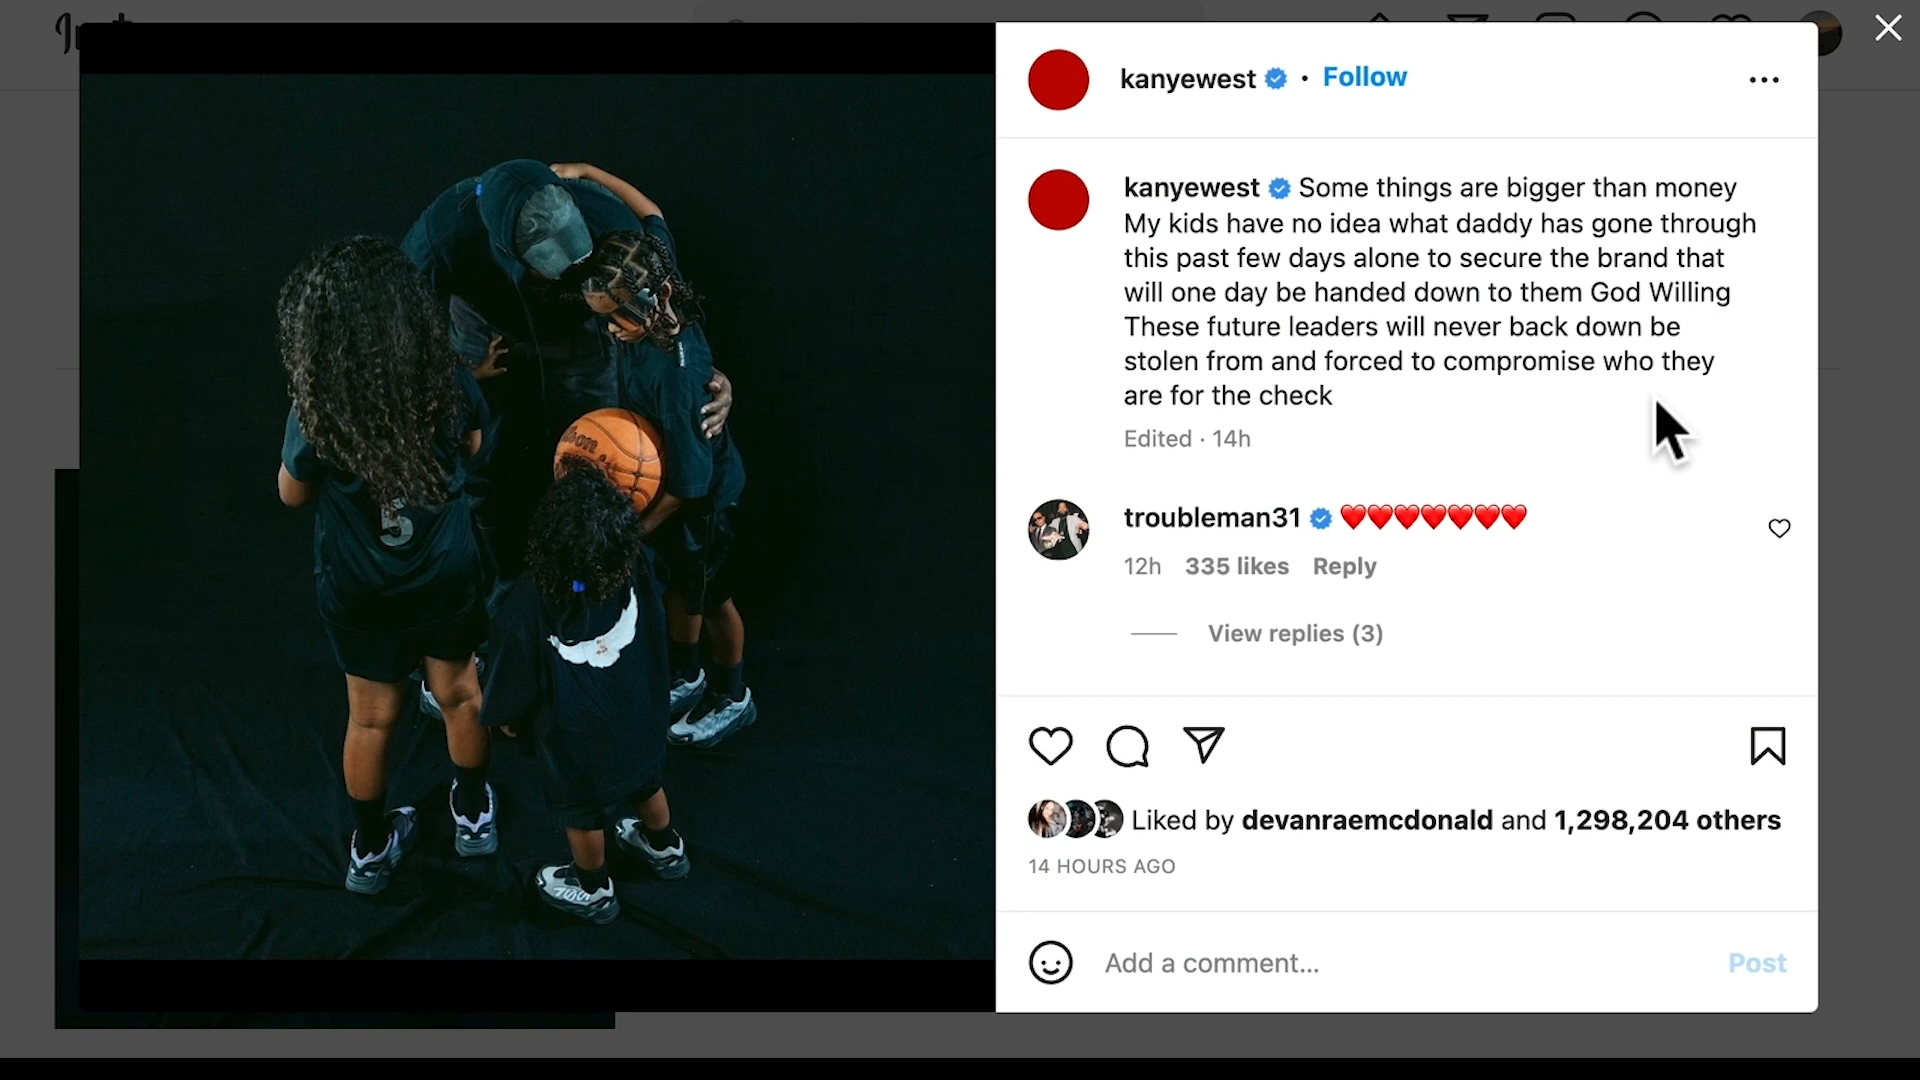 kanyewest • Follow
kanyewest Some things are bigger than money
My kids have no idea what daddy has gone through
this past few days alone to secure the brand that
will one day be handed down to them God Willing
These future leaders will never back down be
stolen from and forced to compromise who they
are for the check
Edited · 14h
troubleman31 ❤️❤️❤️❤️❤️❤️❤️
12h 335 likes Reply
View replies (3)
Liked by devanraemcdonald and 1,298,204 others
14 HOURS AGO
Add a comment... Post
5